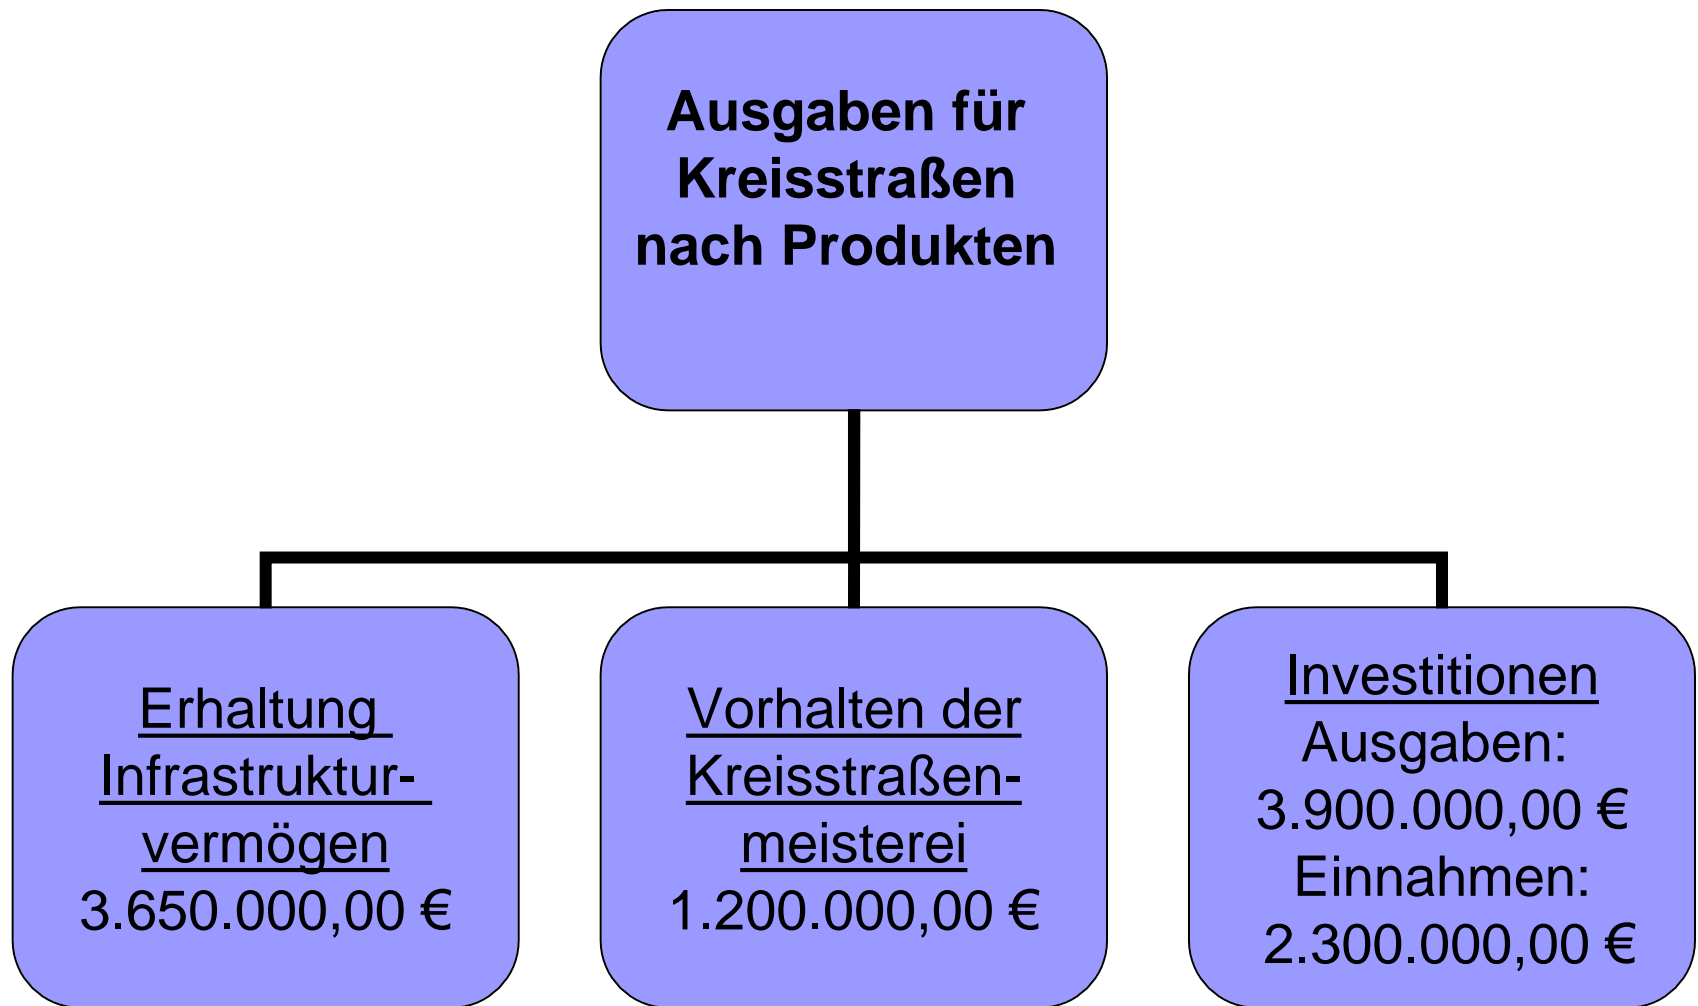 Ausgaben für
Kreisstraßen
nach Produkten
Erhaltung
Infrastruktur-
vermögen
3.650.000,00 €
Vorhalten der
Kreisstraßen-
meisterei
1.200.000,00 €
Investitionen
Ausgaben:
3.900.000,00 €
Einnahmen:
2.300.000,00 €